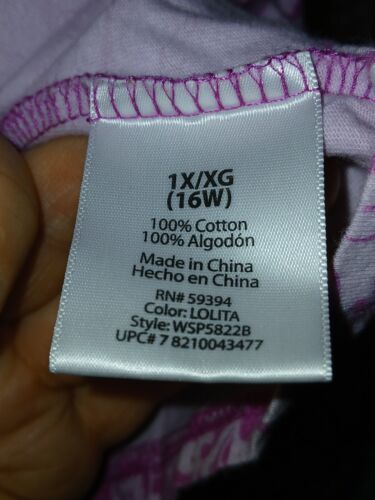 1X/XG
(16W)
100% Cotton
100% Algodón
Made in China
Hecho en China
RN# 59394
Color: LOLITA
Style: WSP5822B
UPC# 7 8210043477